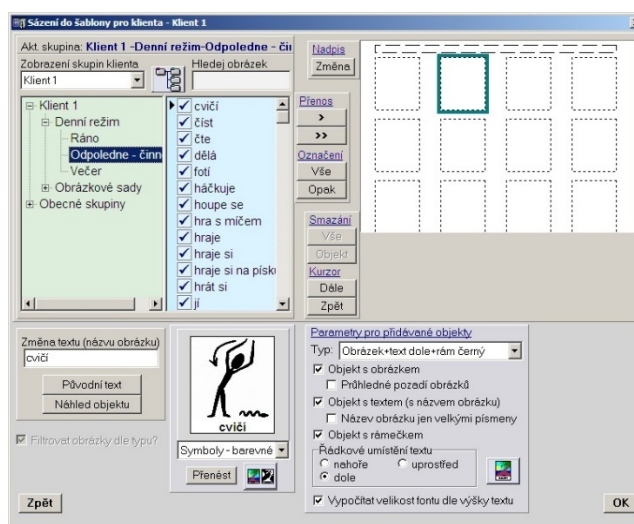 Sázení do šablony pro klienta - Klient 1
Akt. skupina: Klient 1 -Denní režim-Odpoledne - čin
Zobrazení skupin klienta
Klient 1
Hledej obrázek
Klient 1
Denní režim
Ráno
Odpoledne - činn
Večer
Obrázkové sady
Obecné skupiny
cvičí
číst
čte
dělá
fotí
háčkuje
houpe se
hra s míčem
hraje
hraje si
hraje si na písku
hrát si
jí
Nadpis
Změna
Přenos
>
>>
Označení
Vše
Opak
Smazání
Vše
Objekt
Kurzor
Dále
Zpět
Změna textu (názvu obrázku)
cvičí
Původní text
Náhled objektu
Filtrovat obrázky dle typu?
Zpět
cvičí
Symboly - barevné
Přenést
Parametry pro přidávané objekty
Typ: Obrázek+text dole+rám černý
Objekt s obrázkem
Průhledné pozadí obrázků
Objekt s textem (s názvem obrázku)
Název obrázku jen velkými písmeny
Objekt s rámečkem
Řádkové umístění textu
nahoře uprostřed
dole
Vypočítat velikost fontu dle výšky textu
OK